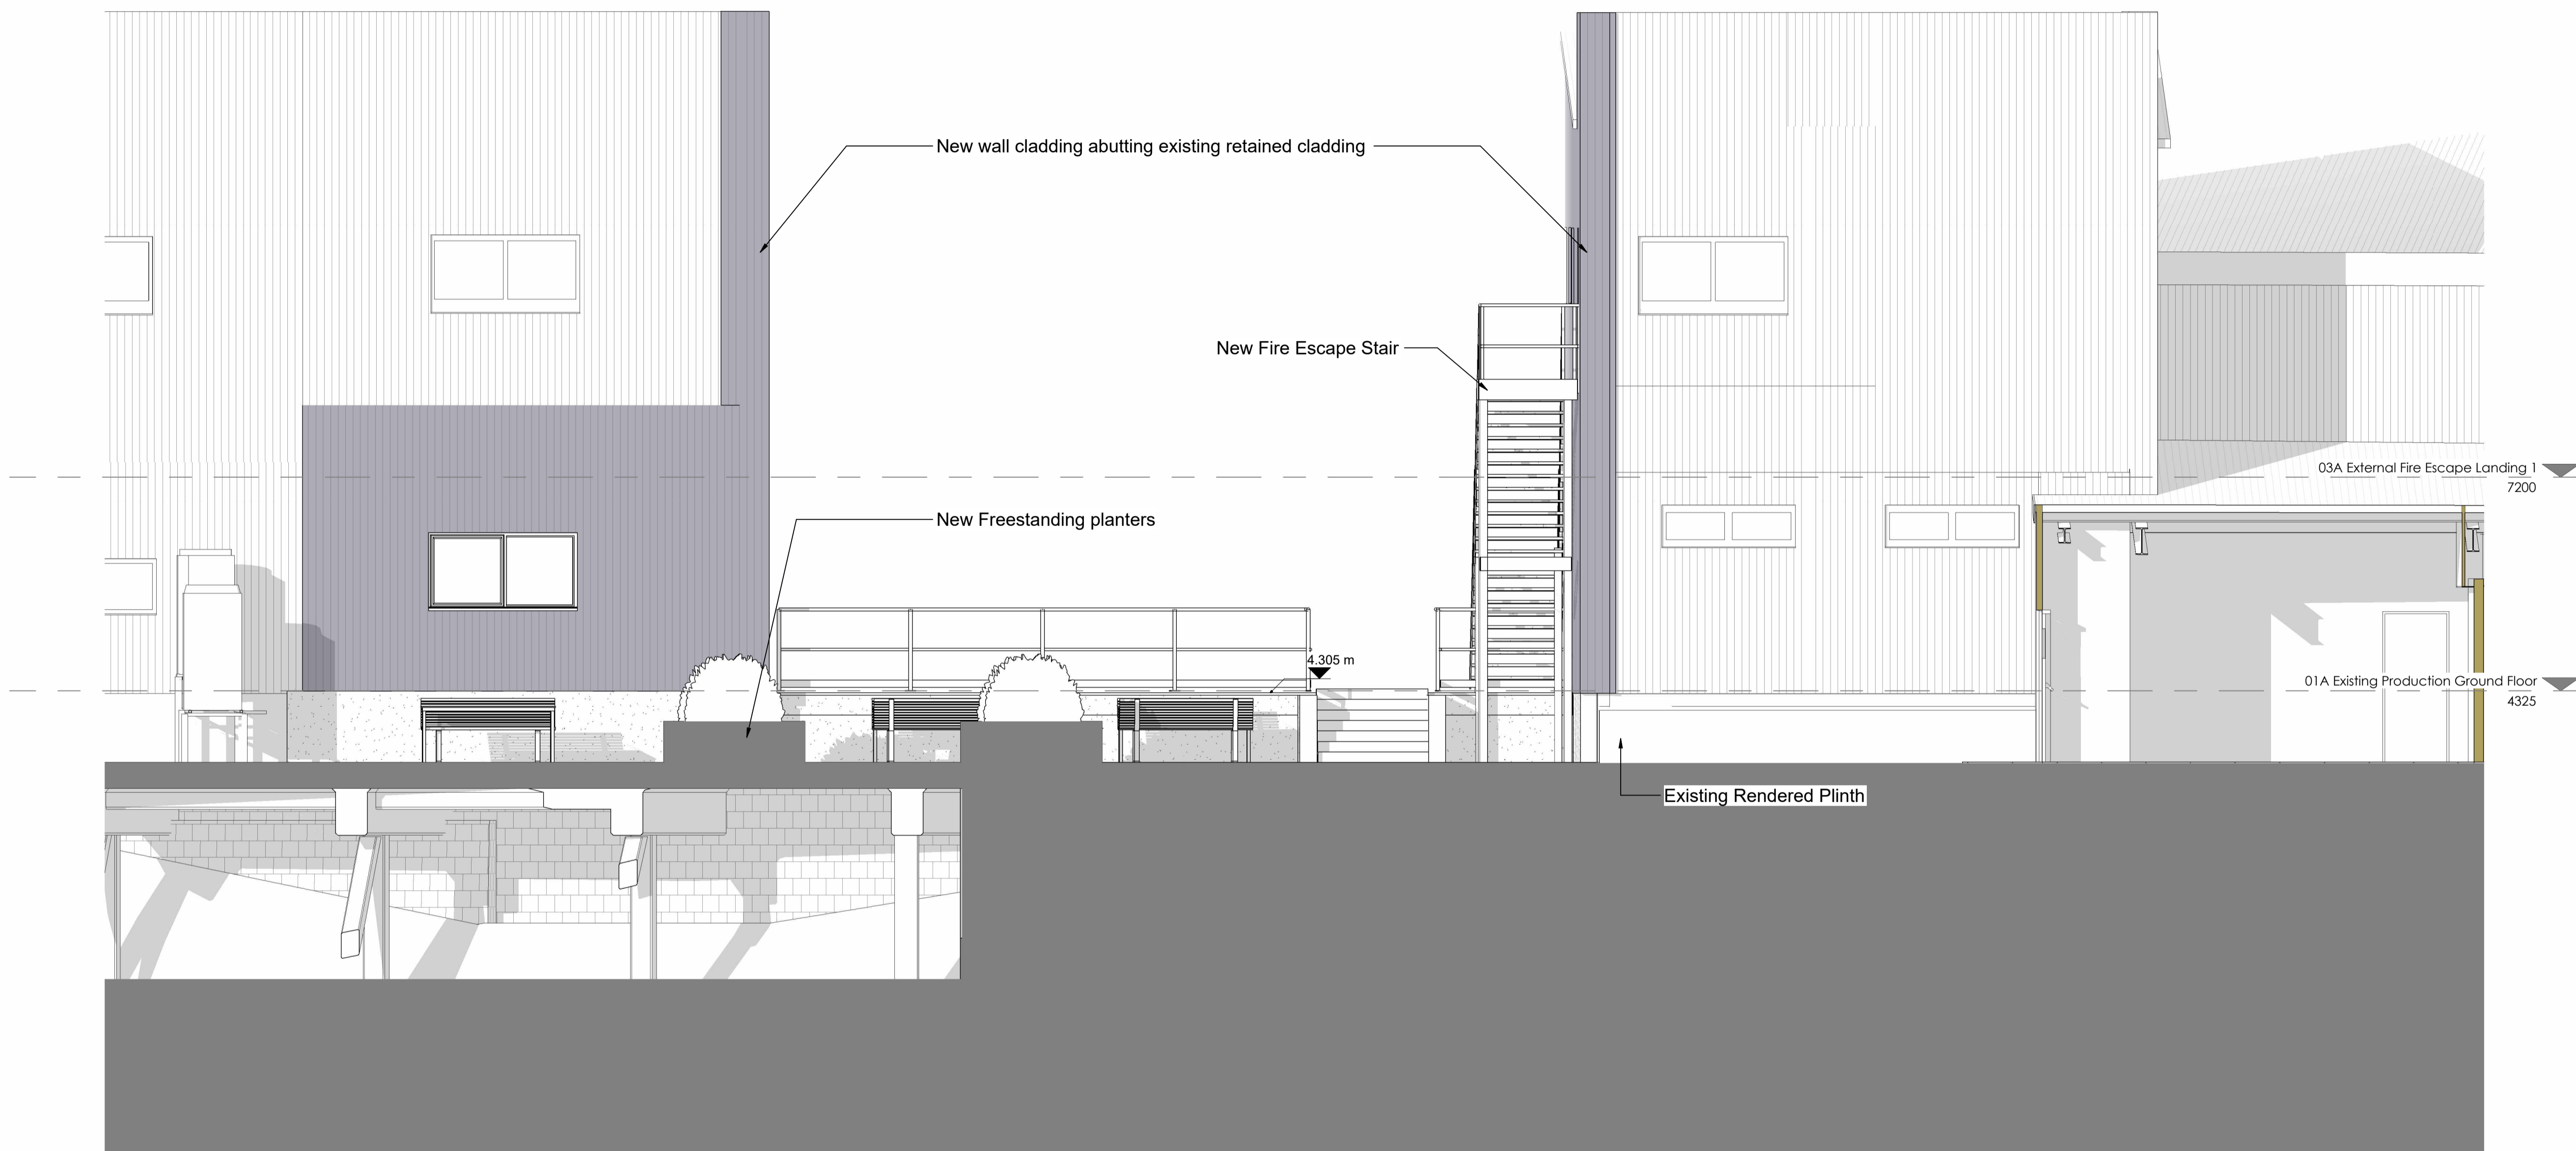 New wall cladding abutting existing retained cladding
New Fire Escape Stair
03A External Fire Escape Landing 1
7200
New Freestanding planters
4.305 m
01A Existing Production Ground Floor
4325
Existing Rendered Plinth